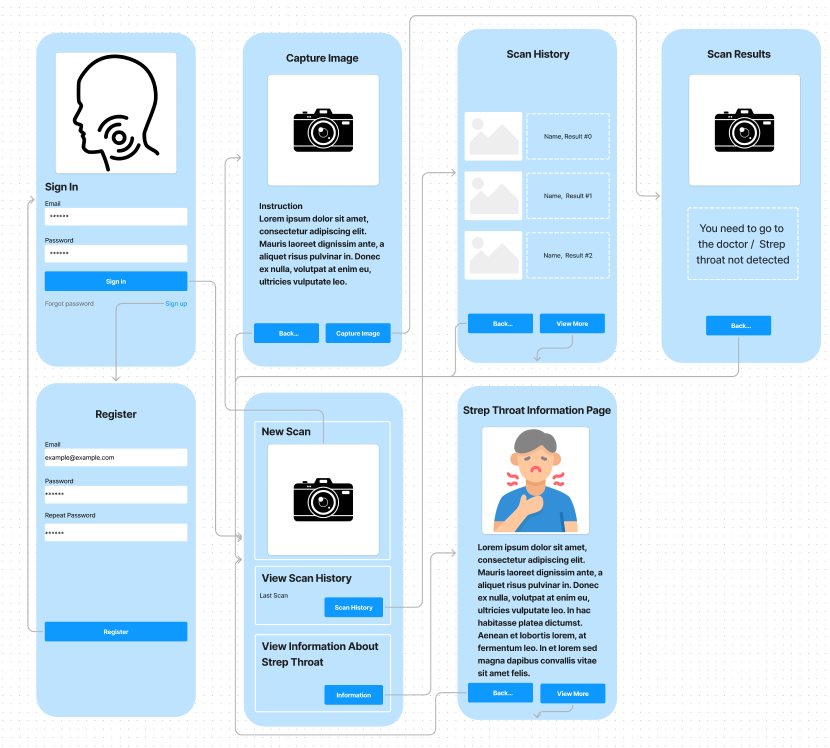 Sign In
Email
******
Password
******
Sign in
Forgot password
Sign up
Capture Image
Instruction
Lorem ipsum dolor sit amet,
consectetur adipiscing elit.
Mauris laoreet dignissim ante, a
aliquet risus pulvinar in. Donec
ex nulla, volutpat at enim eu,
ultricies vulputate leo.
Back...
Capture Image
Scan History
Name, Result #0
Name, Result #1
Name, Result #2
Back...
View More
Scan Results
You need to go to
the doctor / Strep
throat not detected
Back...
Register
Email
example@example.com
Password
******
Repeat Password
******
Register
New Scan
View Scan History
Last Scan
Scan History
View Information About
Strep Throat
Information
Strep Throat Information Page
Lorem ipsum dolor sit amet,
consectetur adipiscing elit.
Mauris laoreet dignissim ante, a
aliquet risus pulvinar in. Donec
ex nulla, volutpat at enim eu,
ultricies vulputate leo. In hac
habitasse platea dictumst.
Aenean et lobortis lorem, at
fermentum leo. In et lorem sed
magna dapibus convallis vitae
sit amet felis.
Back...
View More